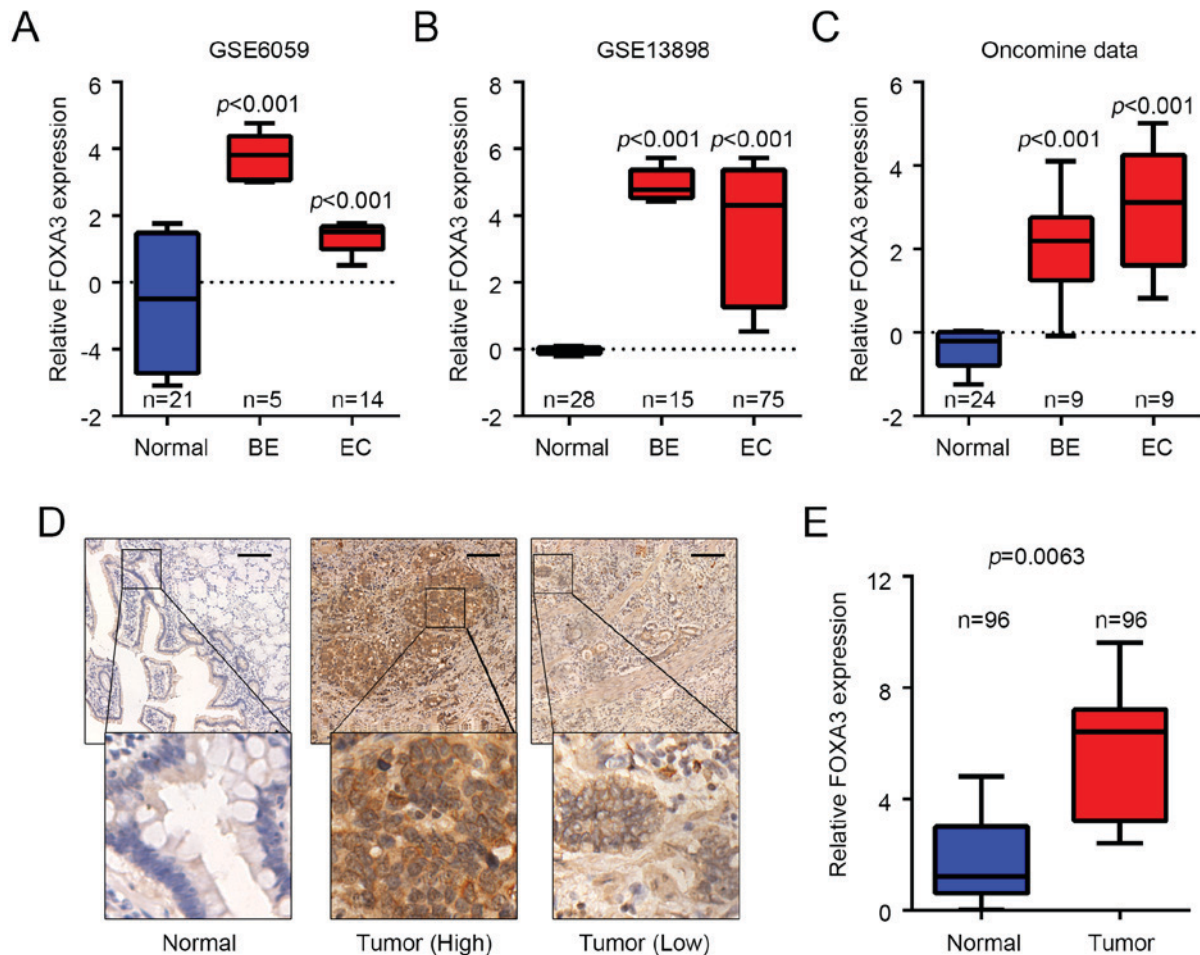 A
GSE6059
Relative FOXA3 expression
6
4
2
0
-4
-2
p<0.001
p<0.001
n=21
n=5
n=14
Normal
BE
EC
B
GSE13898
Relative FOXA3 expression
8
6
4
2
0
-2
p<0.001
p<0.001
n=28
n=15
n=75
Normal
BE
EC
C
Oncomine data
Relative FOXA3 expression
6
4
2
0
-2
p<0.001
p<0.001
n=24
n=9
n=9
Normal
BE
EC
D
Normal
Tumor (High)
Tumor (Low)
E
p=0.0063
Relative FOXA3 expression
12
8
4
0
n=96
n=96
Normal
Tumor